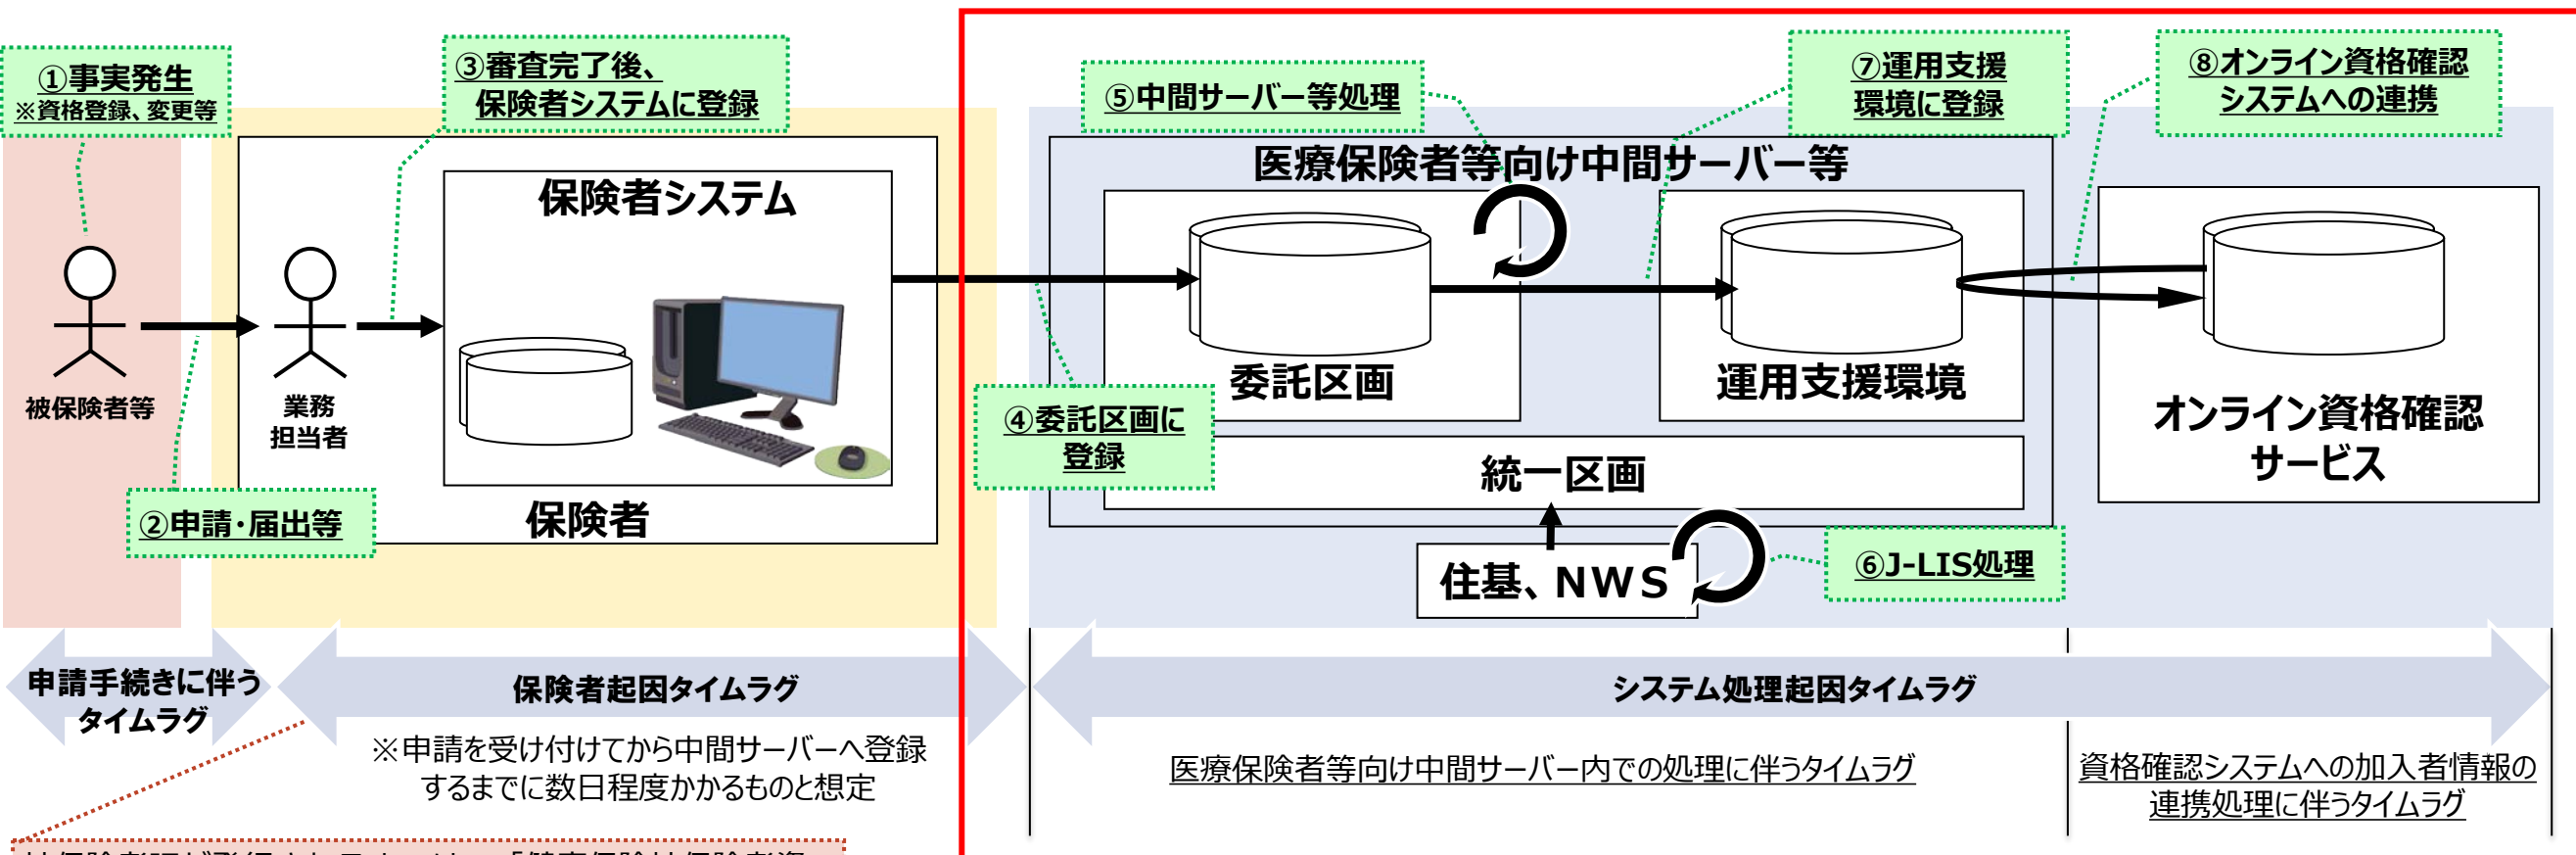 ①事実発生
※資格登録、変更等
③審査完了後、
保険者システムに登録
⑤中間サーバー等処理
⑦運用支援
環境に登録
⑧オンライン資格確認
システムへの連携
医療保険者等向け中間サーバー等
保険者システム
委託区画
運用支援環境
被保険者等
業務
担当者
④委託区画に
登録
オンライン資格確認
サービス
統一区画
②申請・届出等
保険者
住基、NWS
⑥J-LIS処理
申請手続きに伴う
タイムラグ
保険者起因タイムラグ
システム処理起因タイムラグ
※申請を受け付けてから中間サーバーへ登録
するまでに数日程度かかるものと想定
医療保険者等向け中間サーバー内での処理に伴うタイムラグ
資格確認システムへの加入者情報の
連携処理に伴うタイムラグ